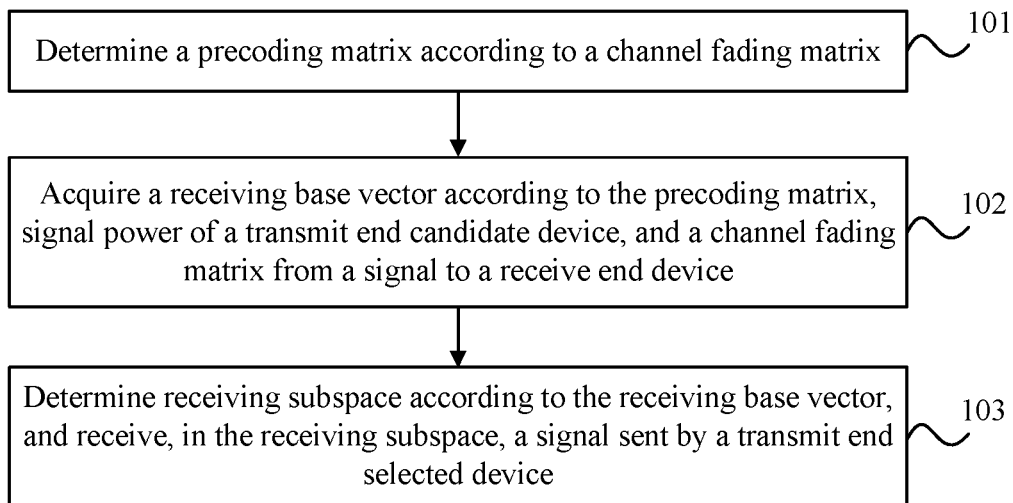 Determine a precoding matrix according to a channel fading matrix
101
Acquire a receiving base vector according to the precoding matrix,
signal power of a transmit end candidate device, and a channel fading
matrix from a signal to a receive end device
102
Determine receiving subspace according to the receiving base vector,
and receive, in the receiving subspace, a signal sent by a transmit end
selected device
103